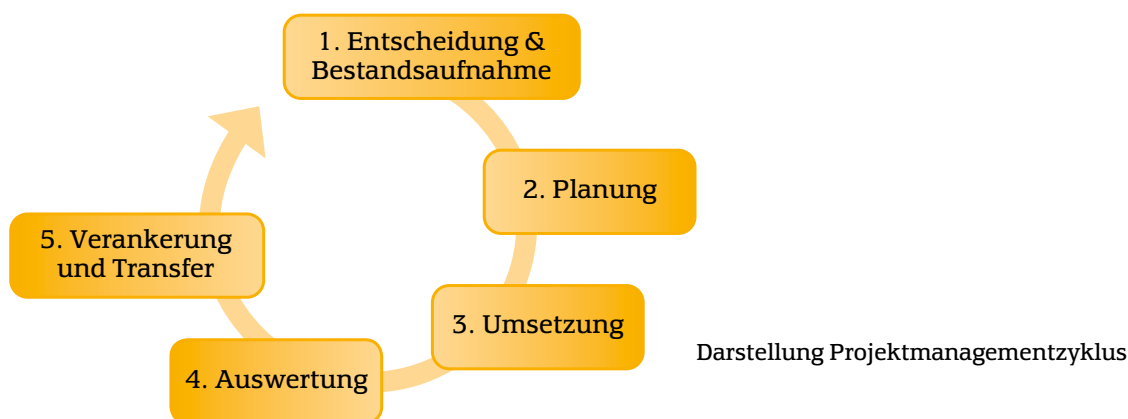 1. Entscheidung &
Bestandsaufnahme
2. Planung
3. Umsetzung
4. Auswertung
5. Verankerung
und Transfer
Darstellung Projektmanagementzyklus